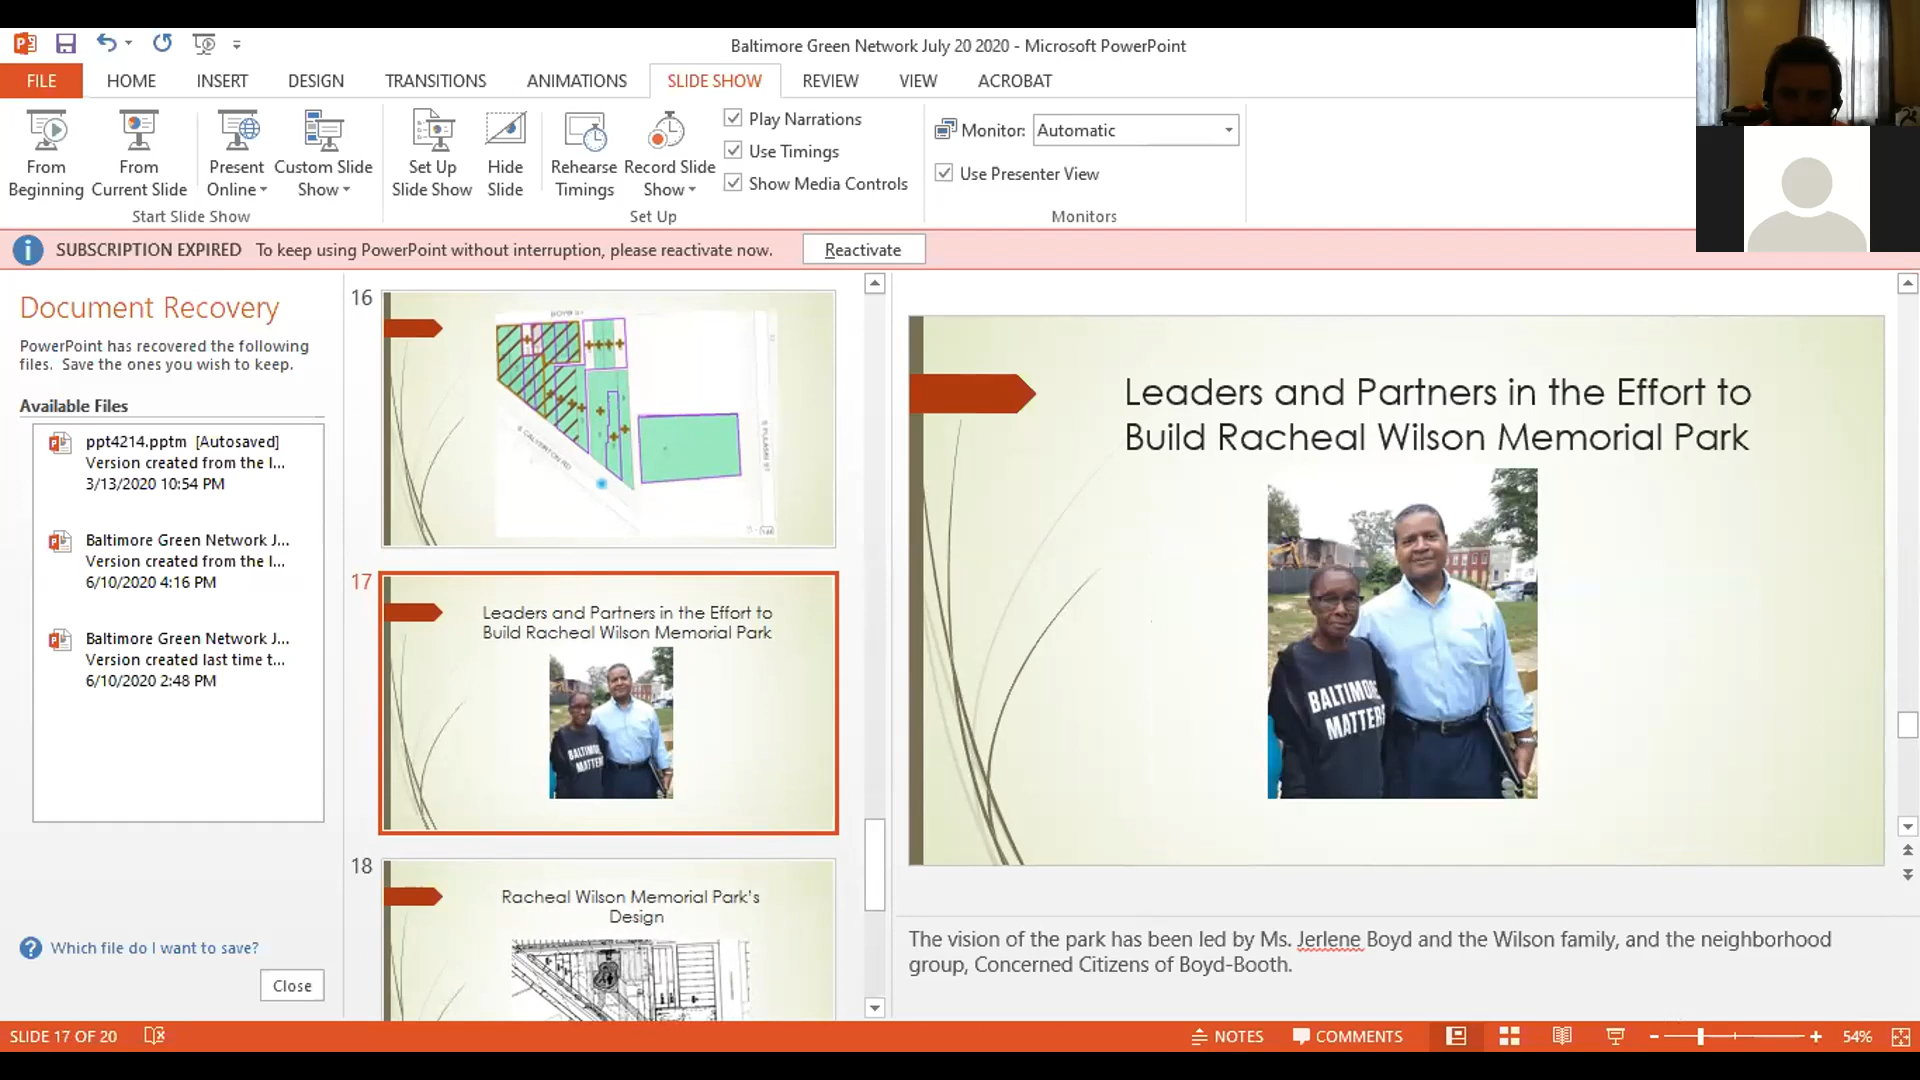 Baltimore Green Network July 20 2020 - Microsoft PowerPoint
FILE HOME INSERT DESIGN TRANSITIONS ANIMATIONS SLIDE SHOW REVIEW VIEW ACROBAT
From Beginning
From Current Slide
Present Online
Custom Slide Show
Start Slide Show
Set Up Slide Show
Hide Slide
Rehearse Timings
Record Slide Show
Play Narrations
Use Timings
Show Media Controls
Set Up
Monitor: Automatic
Use Presenter View
Monitors
SUBSCRIPTION EXPIRED To keep using PowerPoint without interruption, please reactivate now. Reactivate
Document Recovery
PowerPoint has recovered the following
files. Save the ones you wish to keep.
Available Files
ppt4214.pptm [Autosaved]
Version created from the l...
3/13/2020 10:54 PM
Baltimore Green Network J...
Version created from the l...
6/10/2020 4:16 PM
Baltimore Green Network J...
Version created last time t...
6/10/2020 2:48 PM
Which file do I want to save?
Close
16
BOYD ST
S CALVERTON RD
S PULASKI ST
17
Leaders and Partners in the Effort to
Build Racheal Wilson Memorial Park
BALTIMORE
MATTERS
18
Racheal Wilson Memorial Park's
Design
Leaders and Partners in the Effort to
Build Racheal Wilson Memorial Park
BALTIMORE
MATTERS
The vision of the park has been led by Ms. Jerlene Boyd and the Wilson family, and the neighborhood
group, Concerned Citizens of Boyd-Booth.
SLIDE 17 OF 20
NOTES COMMENTS 54%